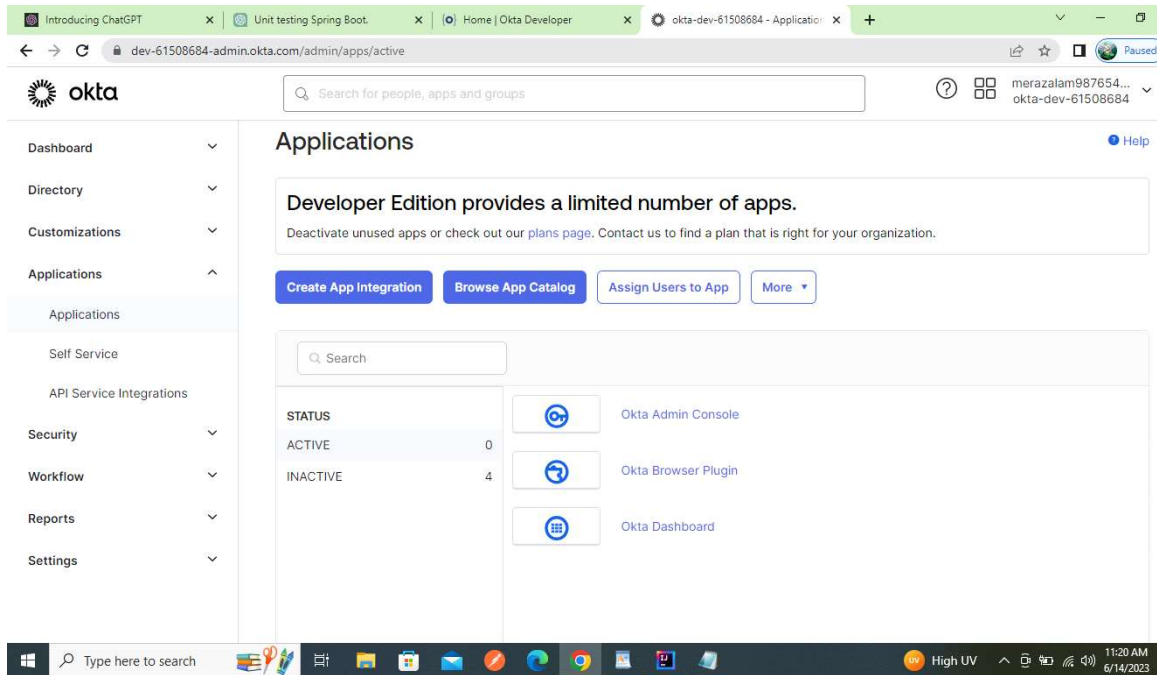 Introducing ChatGPT
Unit testing Spring Boot.
Home | Okta Developer
okta-dev-61508684 - Application
dev-61508684-admin.okta.com/admin/apps/active
Paused
okta
Search for people, apps and groups
merazalam987654...
okta-dev-61508684
Dashboard
Directory
Customizations
Applications
Applications
Self Service
API Service Integrations
Security
Workflow
Reports
Settings
Applications
Help
Developer Edition provides a limited number of apps.
Deactivate unused apps or check out our plans page. Contact us to find a plan that is right for your organization.
Create App Integration
Browse App Catalog
Assign Users to App
More
Search
STATUS
ACTIVE 0
INACTIVE 4
Okta Admin Console
Okta Browser Plugin
Okta Dashboard
Type here to search
High UV
11:20 AM
6/14/2023